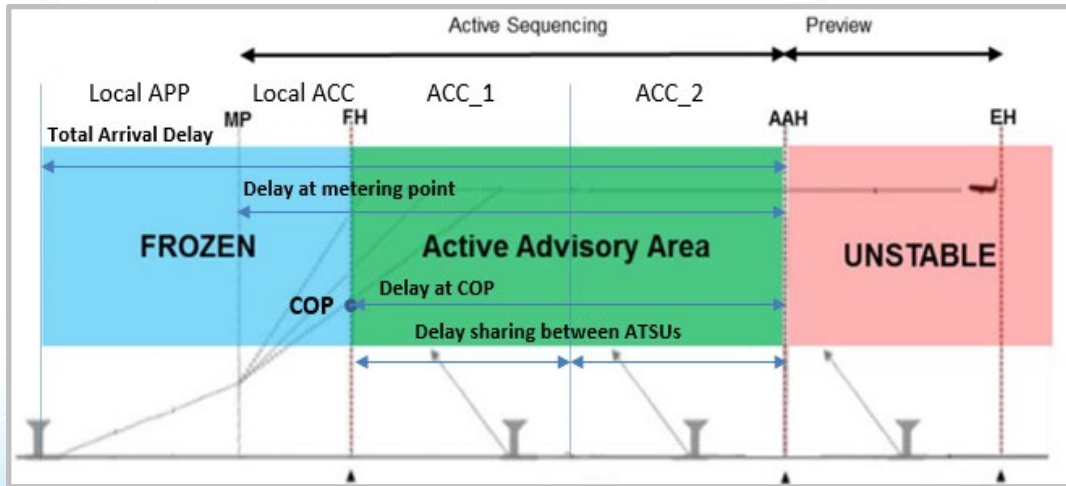 Active Sequencing
Preview
Local APP
Local ACC
ACC_1
ACC_2
MP
FH
AAH
EH
Total Arrival Delay
Delay at metering point
FROZEN
Active Advisory Area
UNSTABLE
COP
Delay at COP
Delay sharing between ATSUs